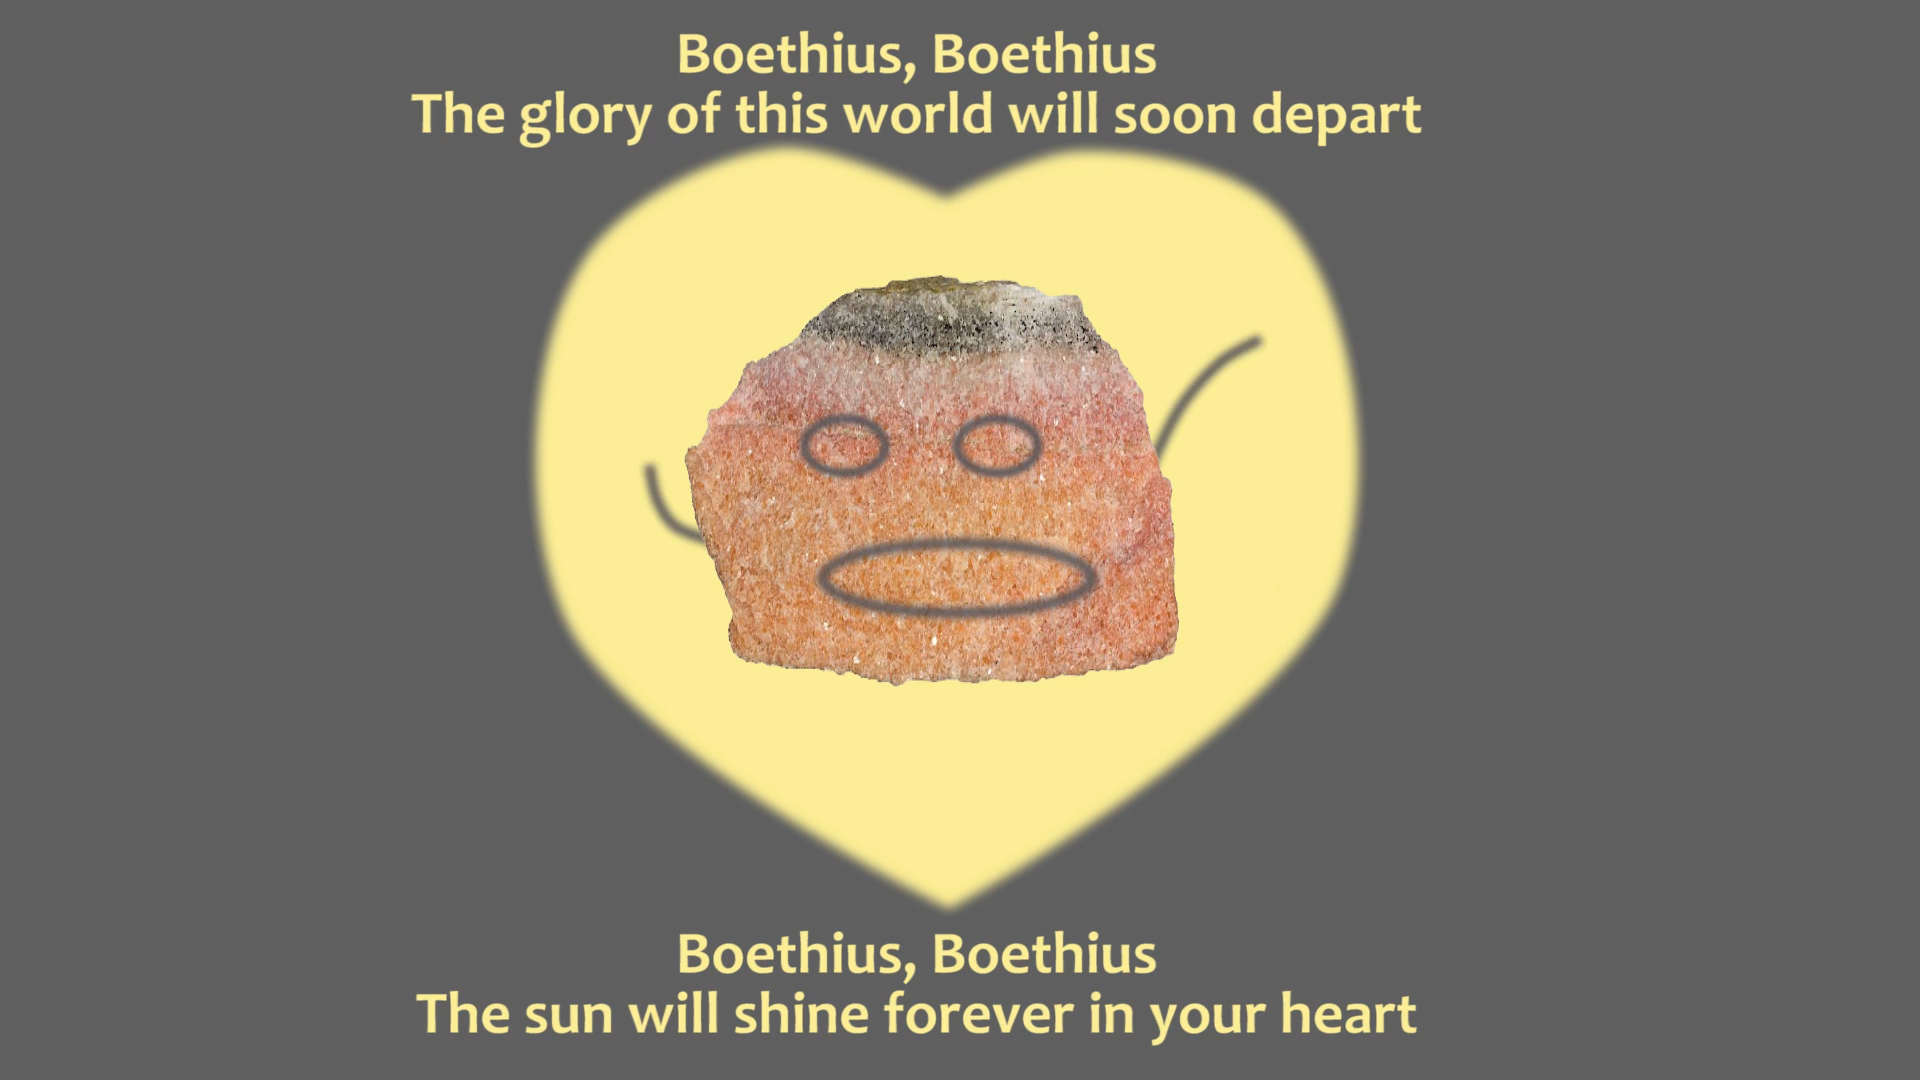 Boethius, Boethius
The glory of this world will soon depart
Boethius, Boethius
The sun will shine forever in your heart